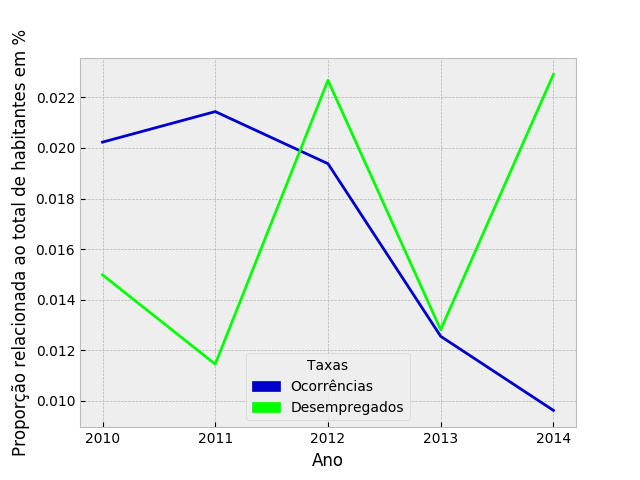 Proporção relacionada ao total de habitantes em %
0.022
0.020
0.018
0.016
0.014
0.012
0.010
Taxas
Ocorrências
Desempregados
2010 2011 2012 2013 2014
Ano